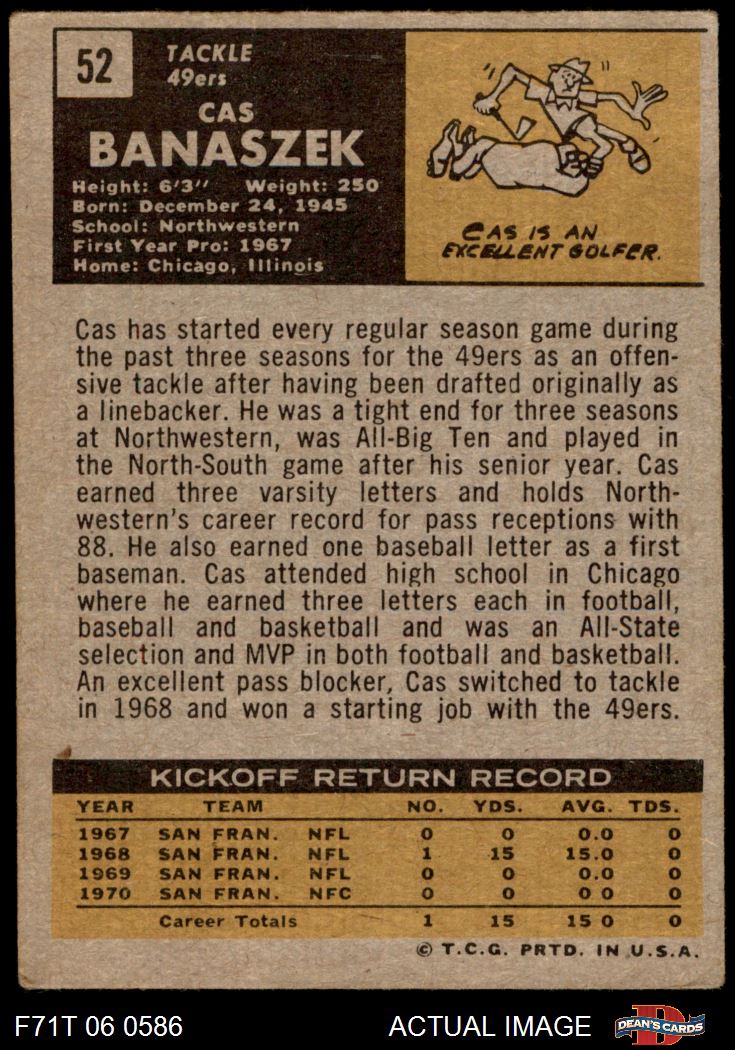 52
TACKLE
49ers
CAS
BANASZEK
Height: 6'3" Weight: 250
Born: December 24, 1945
School: Northwestern
First Year Pro: 1967
Home: Chicago, Illinois
CAS IS AN
EXCELLENT GOLFER.
Cas has started every regular season game during
the past three seasons for the 49ers as an offen-
sive tackle after having been drafted originally as
a linebacker. He was a tight end for three seasons
at Northwestern, was All-Big Ten and played in
the North-South game after his senior year. Cas
earned three varsity letters and holds North-
western's career record for pass receptions with
88. He also earned one baseball letter as a first
baseman. Cas attended high school in Chicago
where he earned three letters each in football,
baseball and basketball and was an All-State
selection and MVP in both football and basketball.
An excellent pass blocker, Cas switched to tackle
in 1968 and won a starting job with the 49ers.
KICKOFF RETURN RECORD
YEAR TEAM NO. YDS. AVG. TDS.
1967 SAN FRAN. NFL 0 0 0.0 0
1968 SAN FRAN. NFL 1 15 15.0 0
1969 SAN FRAN. NFL 0 0 0.0 0
1970 SAN FRAN. NFC 0 0 0 0 0
Career Totals 1 15 15 0 0
© T.C.G. PRTD. IN U.S.A.
F71T 06 0586 ACTUAL IMAGE D DEAN'S CARDS